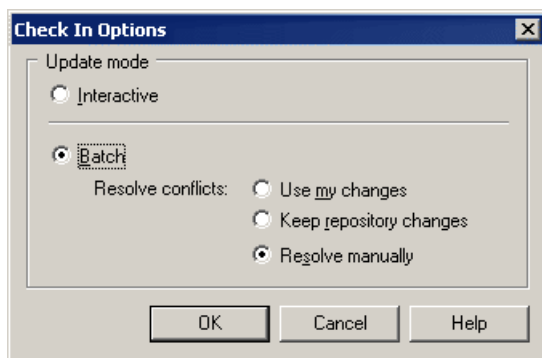 Check In Options
Update mode
Interactive
Batch
Resolve conflicts: Use my changes
Keep repository changes
Resolve manually
OK Cancel Help